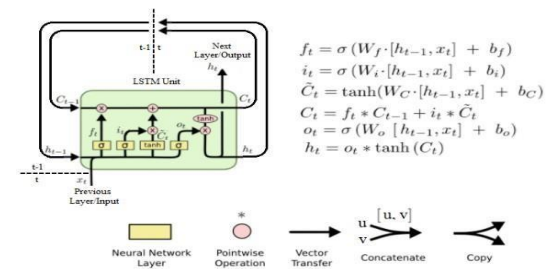 t-1 t
Next
Layer/Output
h_t
LSTM Unit
C_{t-1}
C_t
tanh
f_t
i_t
C̃_t
o_t
σ σ tanh σ
h_{t-1}
h_t
t-1
t
x_t
Previous
Layer/Input
f_t = σ (W_f·[h_{t-1}, x_t] + b_f)
i_t = σ (W_i·[h_{t-1}, x_t] + b_i)
C̃_t = tanh(W_C·[h_{t-1}, x_t] + b_C)
C_t = f_t * C_{t-1} + i_t * C̃_t
o_t = σ (W_o [h_{t-1}, x_t] + b_o)
h_t = o_t * tanh (C_t)
Neural Network
Layer
*
Pointwise
Operation
Vector
Transfer
u
v
[u, v]
Concatenate
Copy